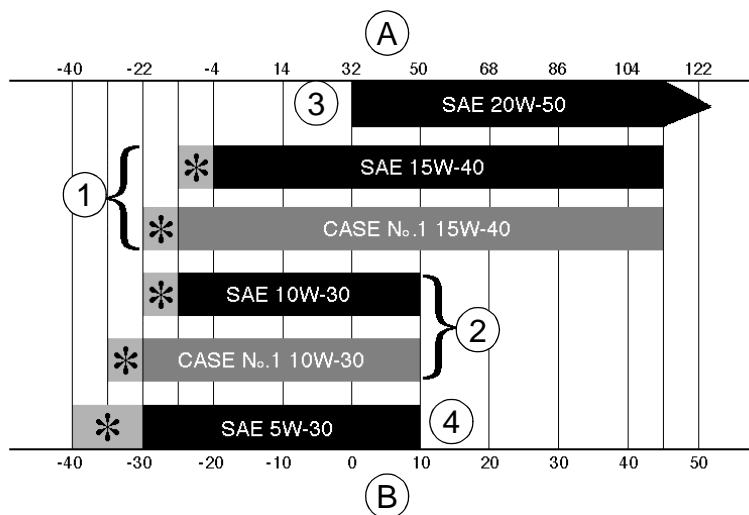 A
-40 -22 -4 14 32 50 68 86 104 122
3 SAE 20W-50
* SAE 15W-40
1
* CASE No.1 15W-40
* SAE 10W-30
2
* CASE No.1 10W-30
* SAE 5W-30 4
-40 -30 -20 -10 0 10 20 30 40 50
B